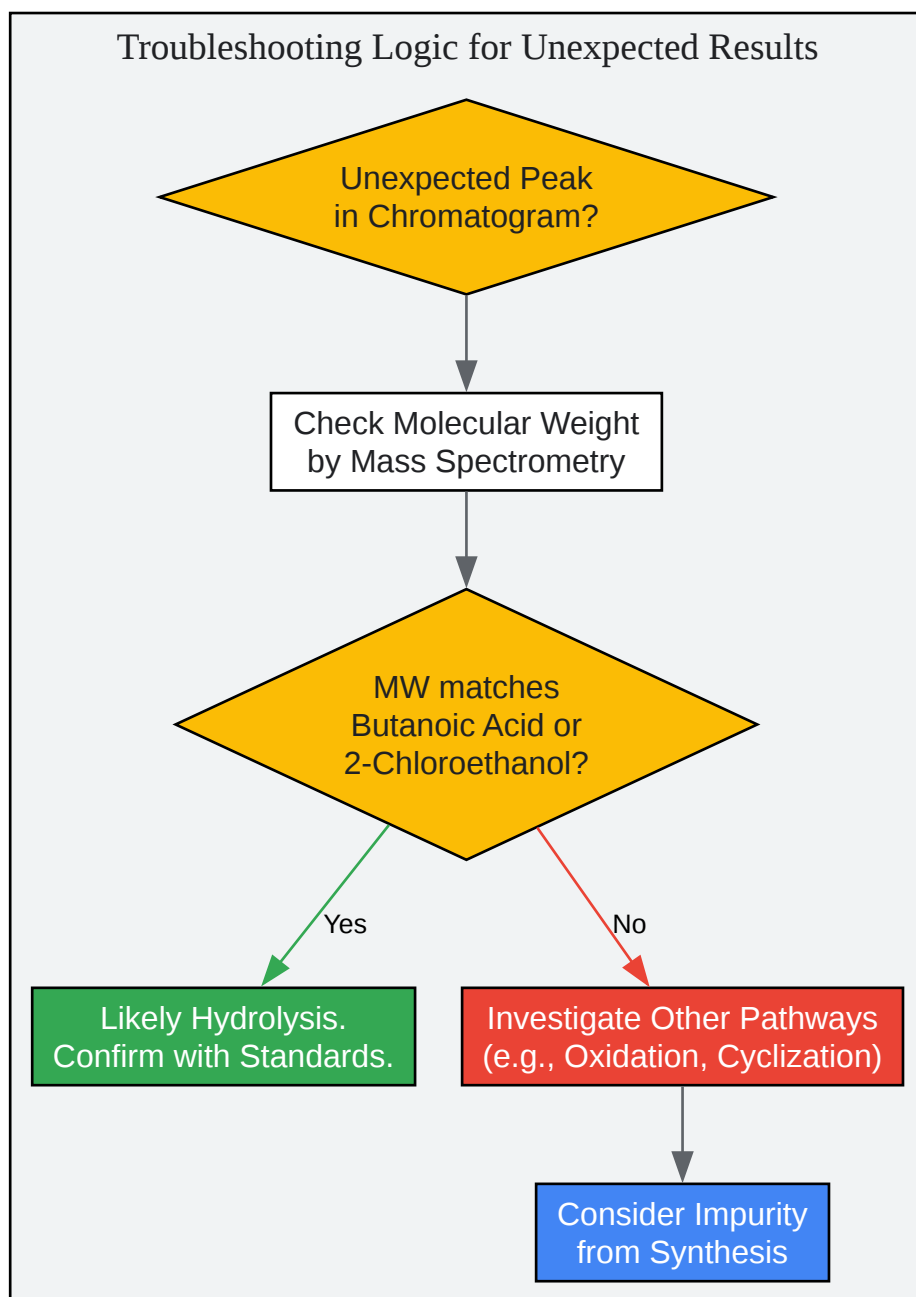 Troubleshooting Logic for Unexpected Results
Unexpected Peak
in Chromatogram?
Check Molecular Weight
by Mass Spectrometry
MW matches
Butanoic Acid or
2-Chloroethanol?
Yes
No
Likely Hydrolysis.
Confirm with Standards.
Investigate Other Pathways
(e.g., Oxidation, Cyclization)
Consider Impurity
from Synthesis